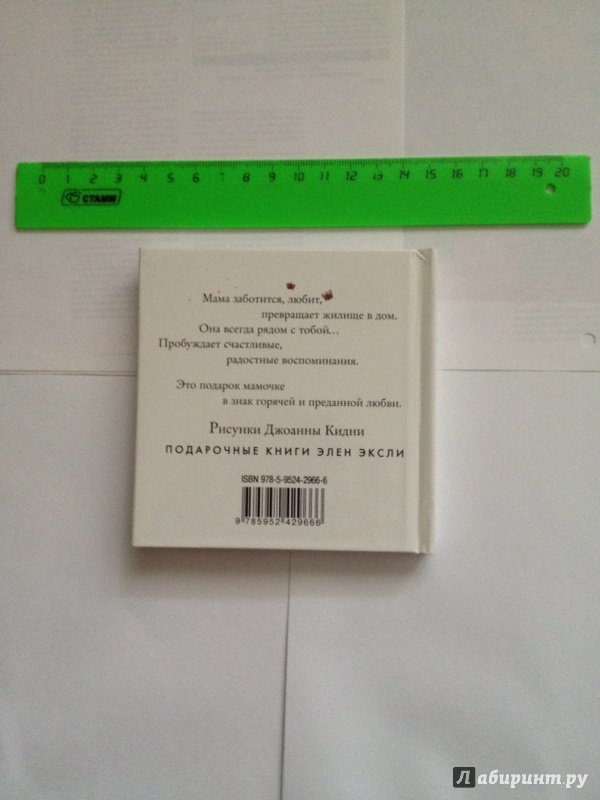 0 1 2 3 4 5 6 7 8 9 10 11 12 13 14 15 16 17 18 19 20
СТАММ
Мама заботится, любит,
превращает жилище в дом.
Она всегда рядом с тобой...
Пробуждает счастливые,
радостные воспоминания.
Это подарок мамочке
в знак горячей и преданной любви.
Рисунки Джоанны Кидни
ПОДАРОЧНЫЕ КНИГИ ЭЛЕН ЭКСЛИ
ISBN 978-5-9524-2966-6
9 785952 429666
Лабиринт.ру